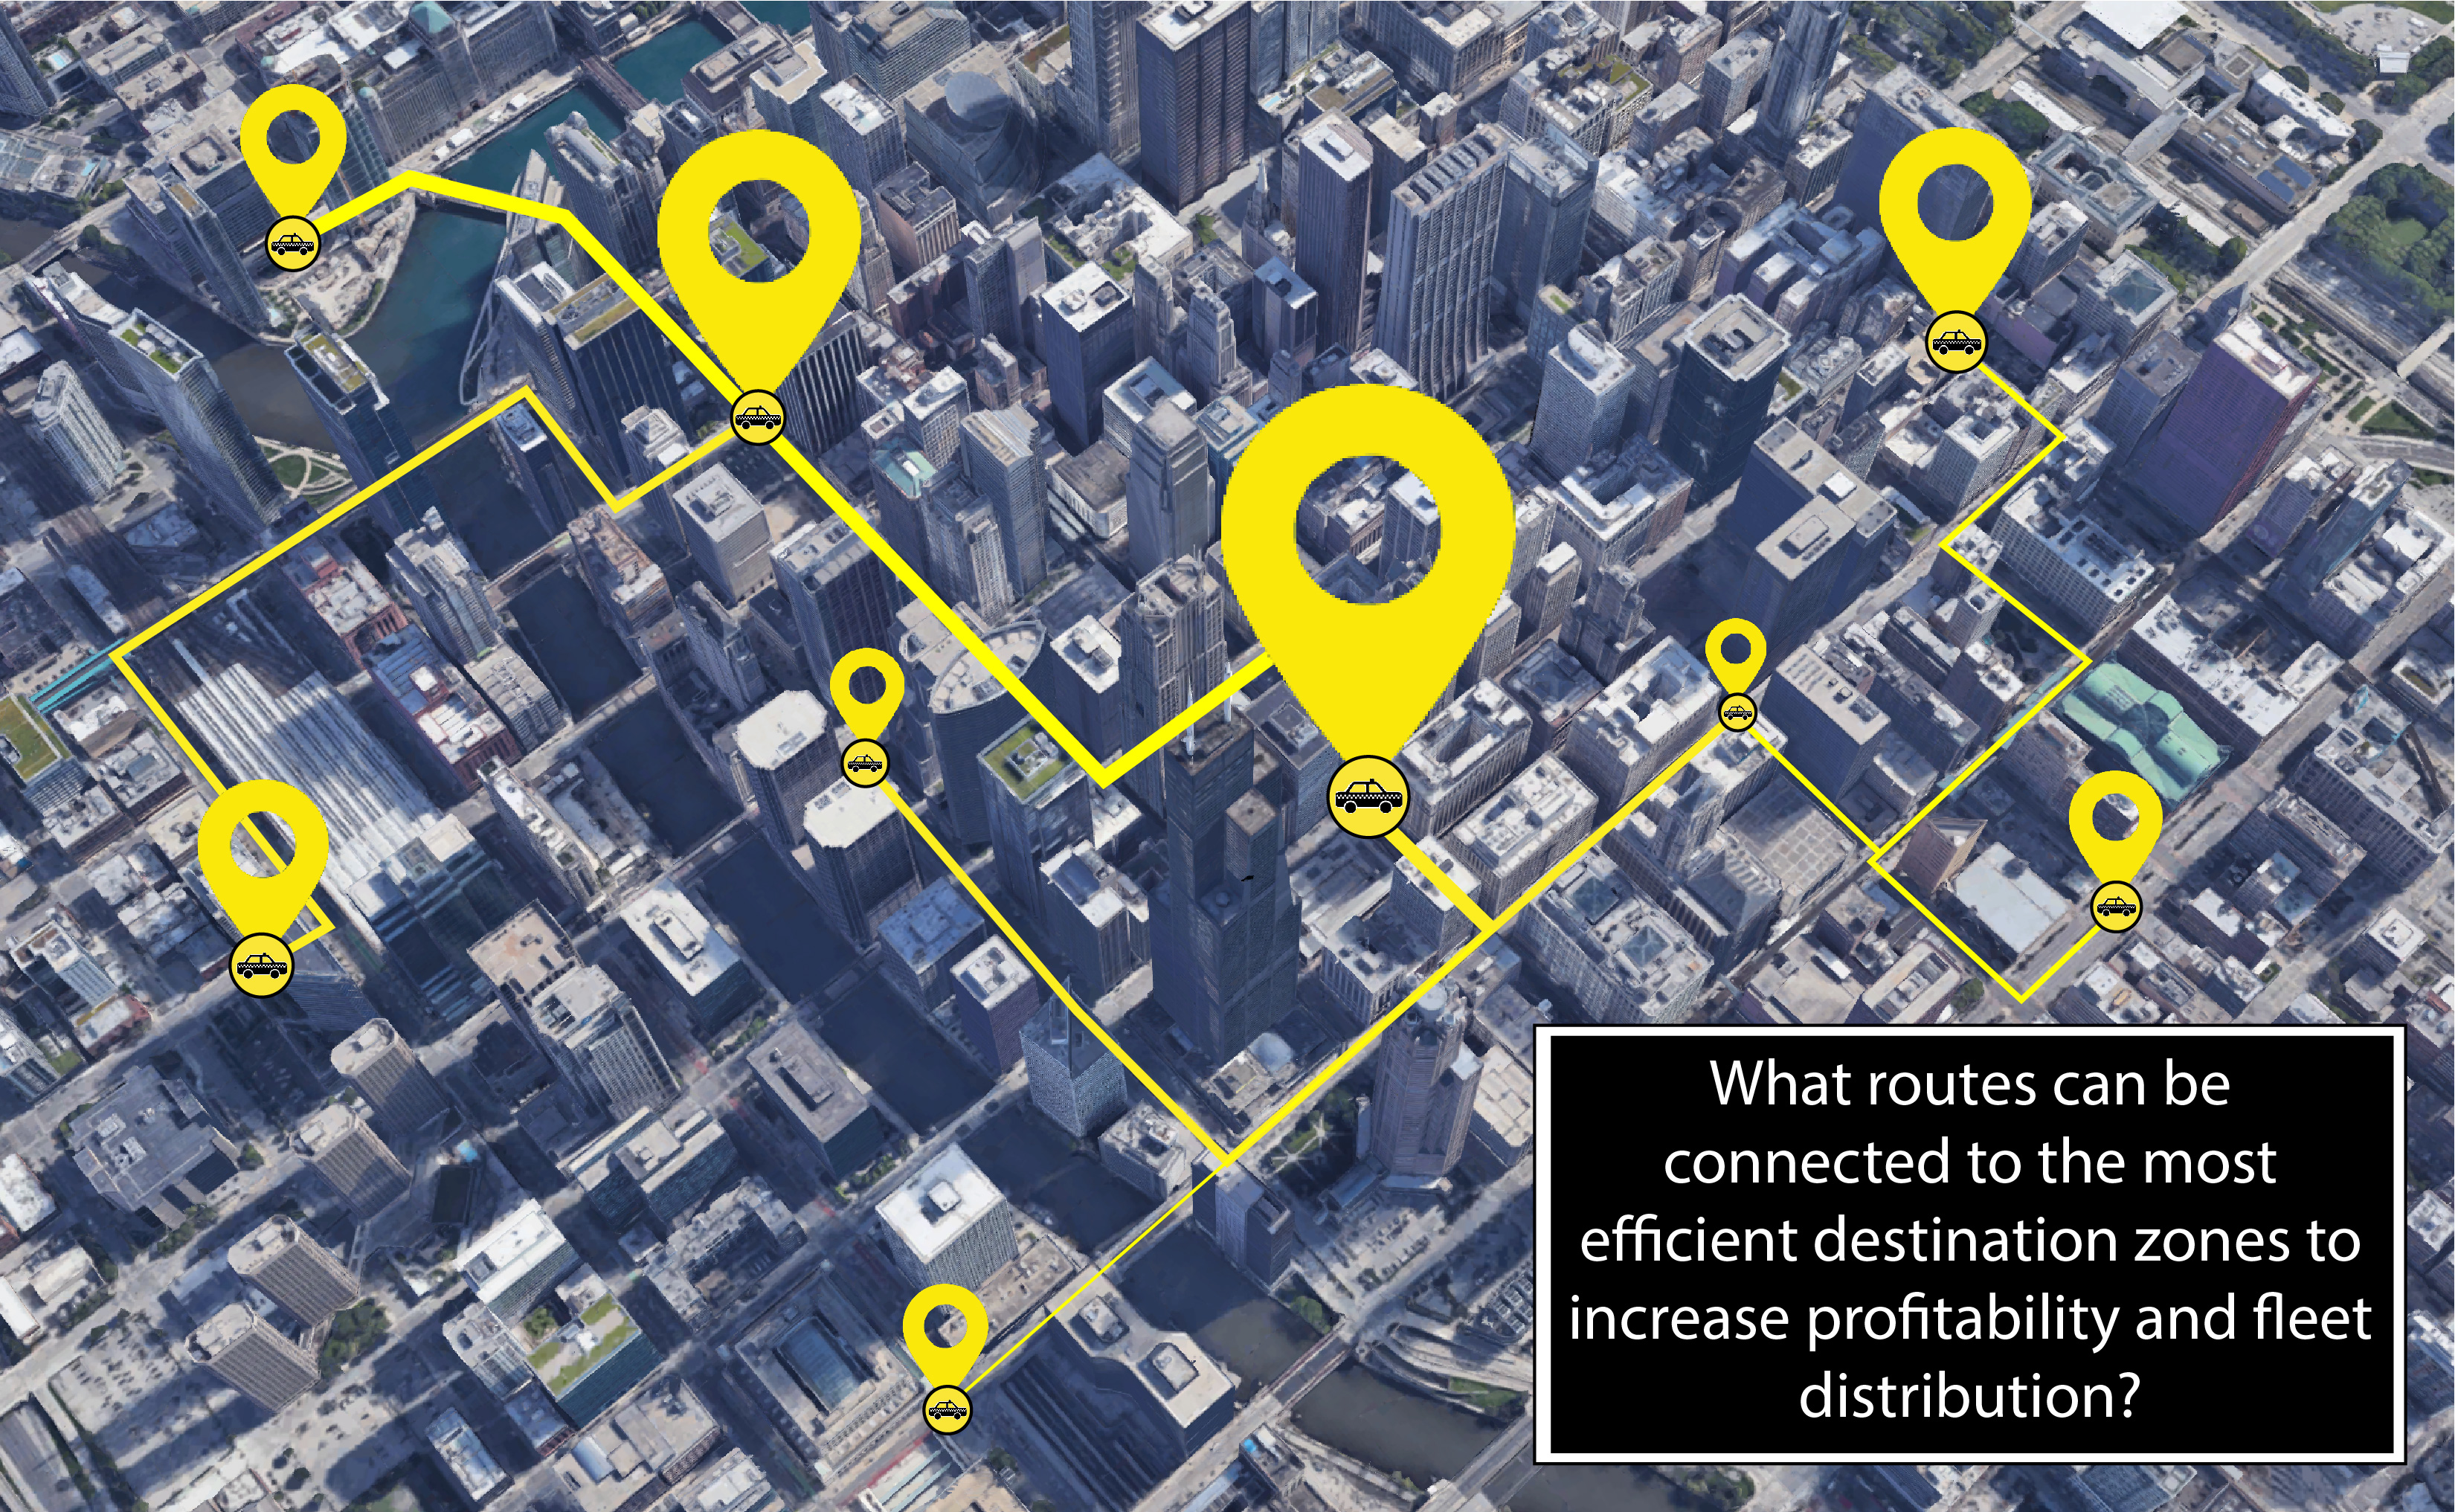 What routes can be
connected to the most
efficient destination zones to
increase profitability and fleet
distribution?